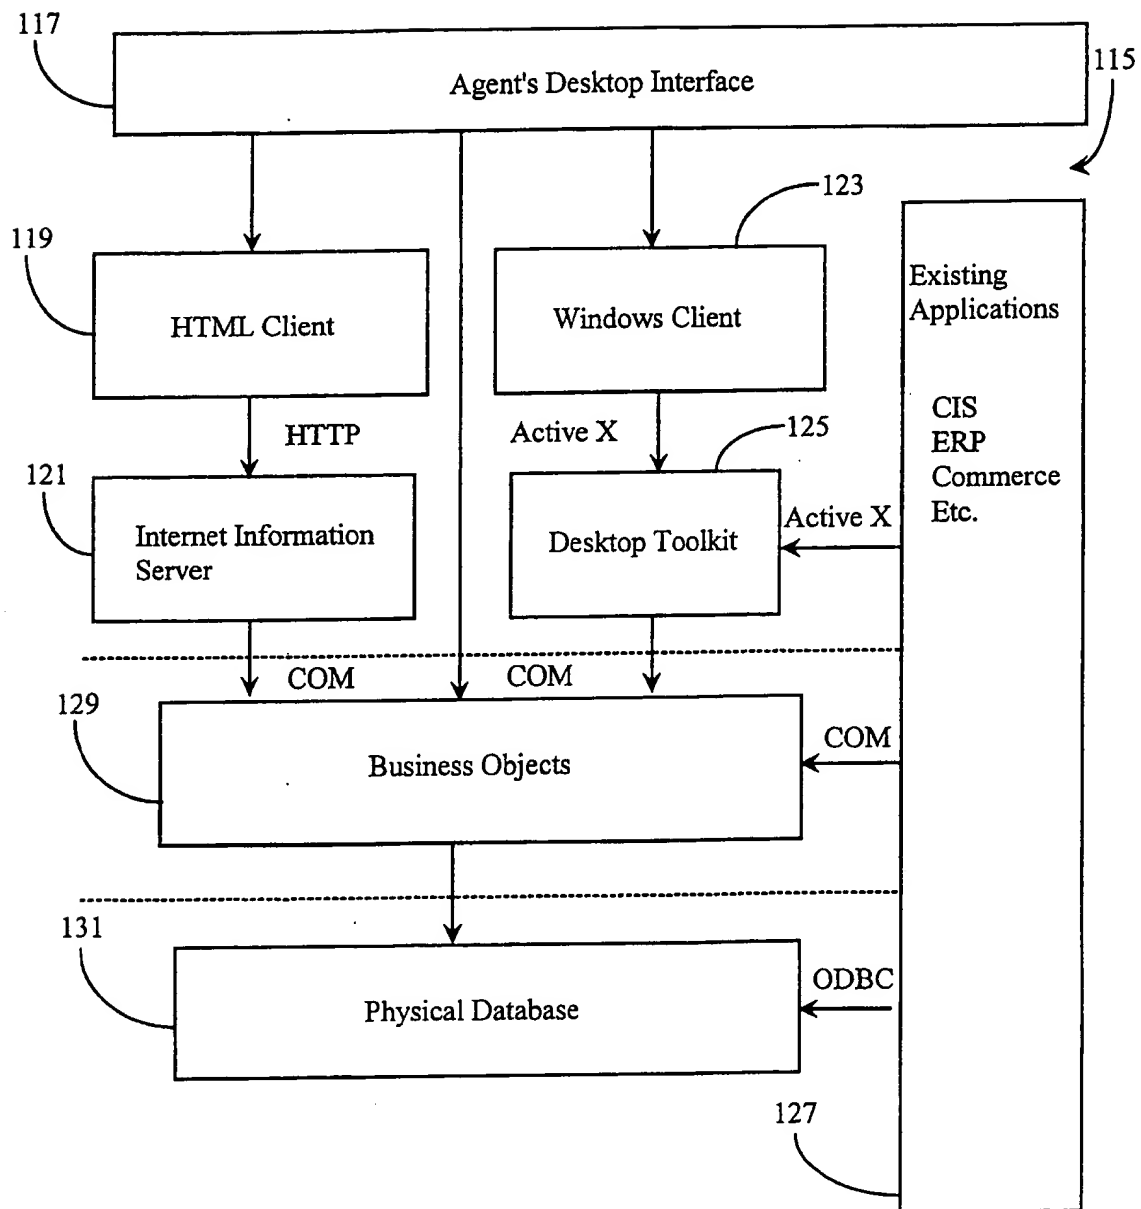 117
Agent's Desktop Interface
115
123
119
HTML Client
Windows Client
Existing
Applications
CIS
ERP
Commerce
Etc.
HTTP
Active X
125
121
Internet Information
Server
Desktop Toolkit
Active X
COM
COM
129
Business Objects
COM
131
Physical Database
ODBC
127